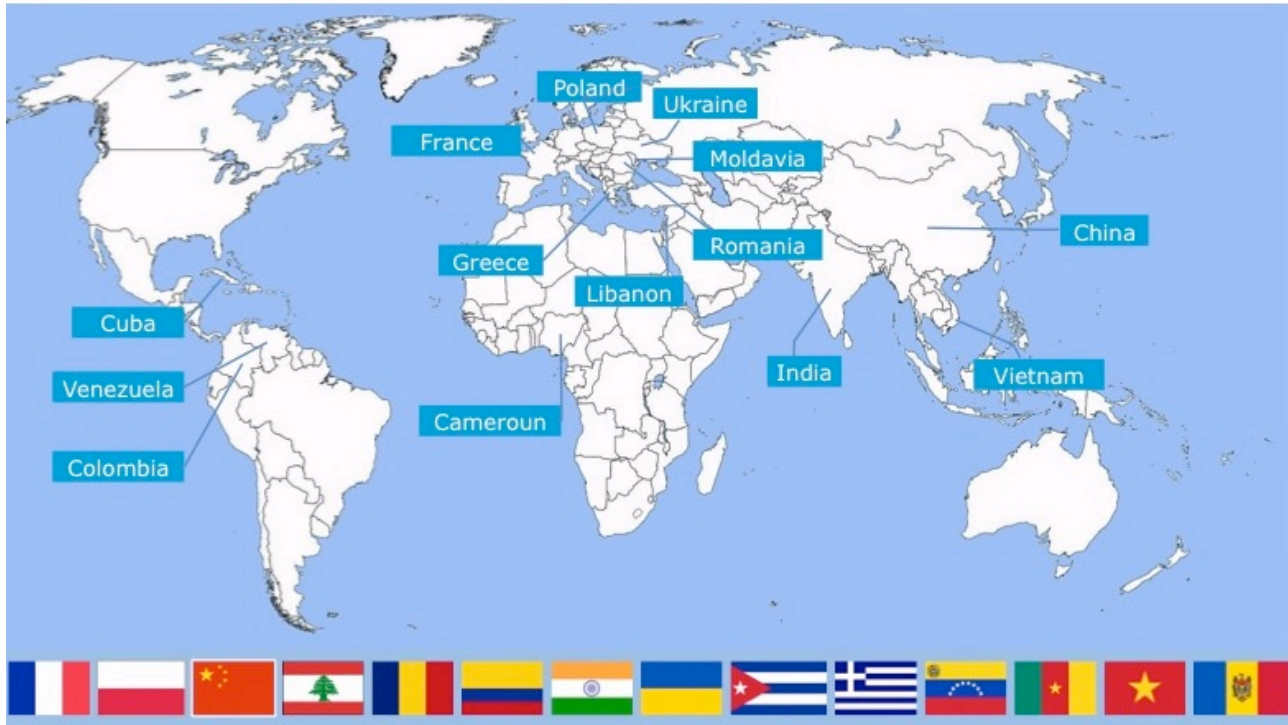 Poland
Ukraine
France
Moldavia
China
Romania
Greece
Libanon
Cuba
India
Venezuela
Vietnam
Cameroun
Colombia